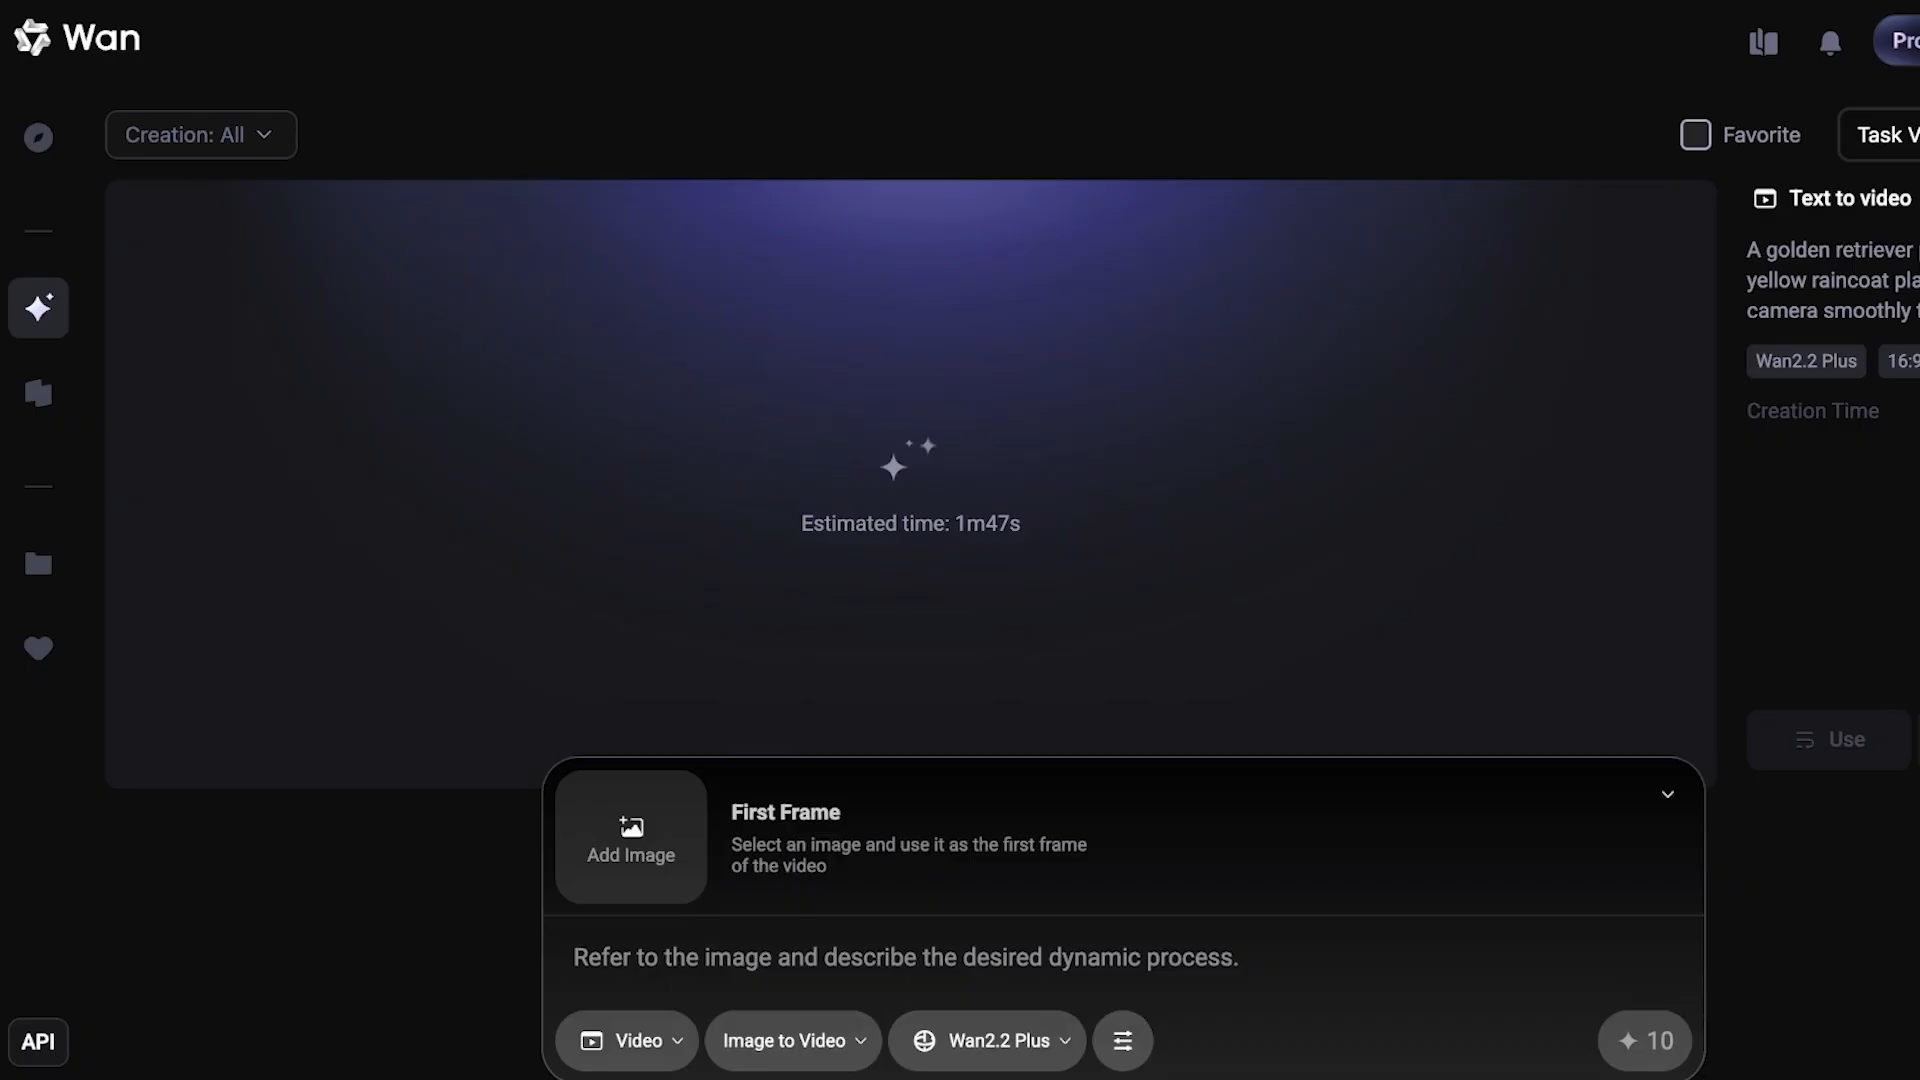 Wan
Pro
Creation: All
Favorite
Task V
Text to video
A golden retriever
yellow raincoat pla
camera smoothly
Wan2.2 Plus
16:9
Creation Time
Estimated time: 1m47s
Use
Add Image
First Frame
Select an image and use it as the first frame
of the video
Refer to the image and describe the desired dynamic process.
Video
Image to Video
Wan2.2 Plus
10
API